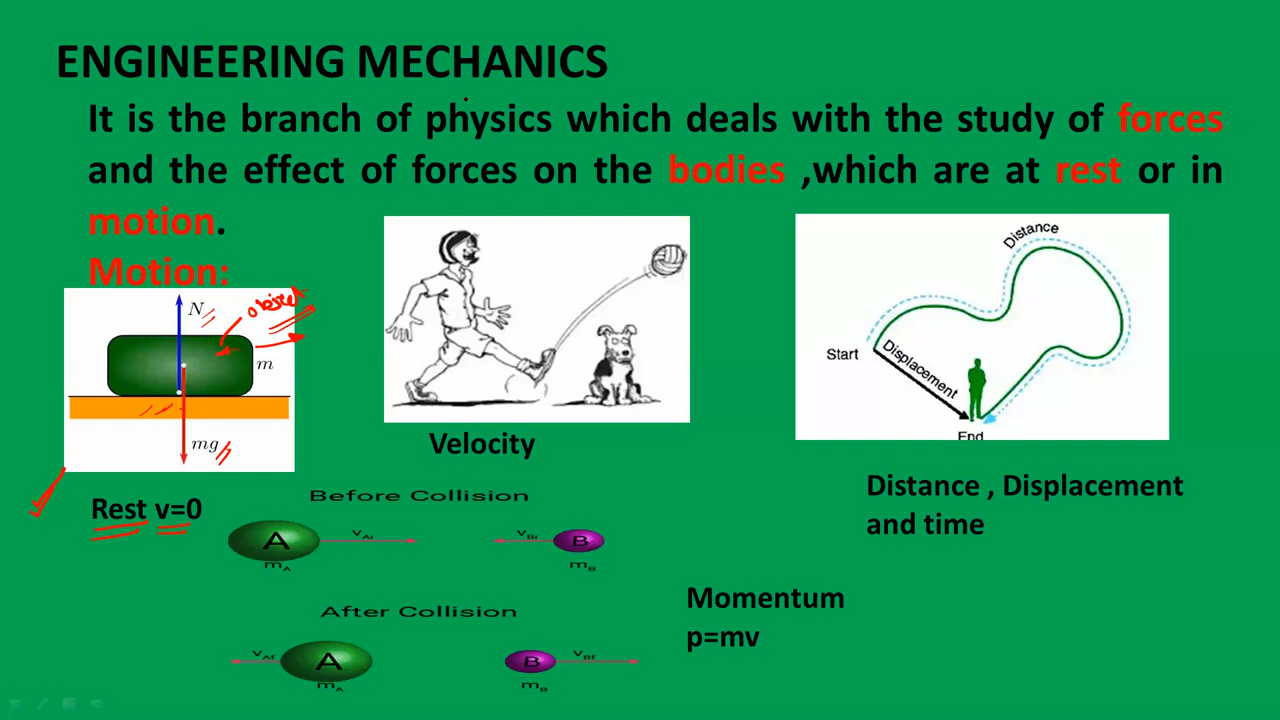 ENGINEERING MECHANICS
It is the branch of physics which deals with the study of forces
and the effect of forces on the bodies ,which are at rest or in
motion.
Motion:
N
object
m
mg
Rest v=0
Velocity
Distance
Start
Displacement
End
Distance , Displacement
and time
Before Collision
A
vAi
mA
vBi
B
mB
After Collision
vAf
A
mA
B
vBf
mB
Momentum
p=mv